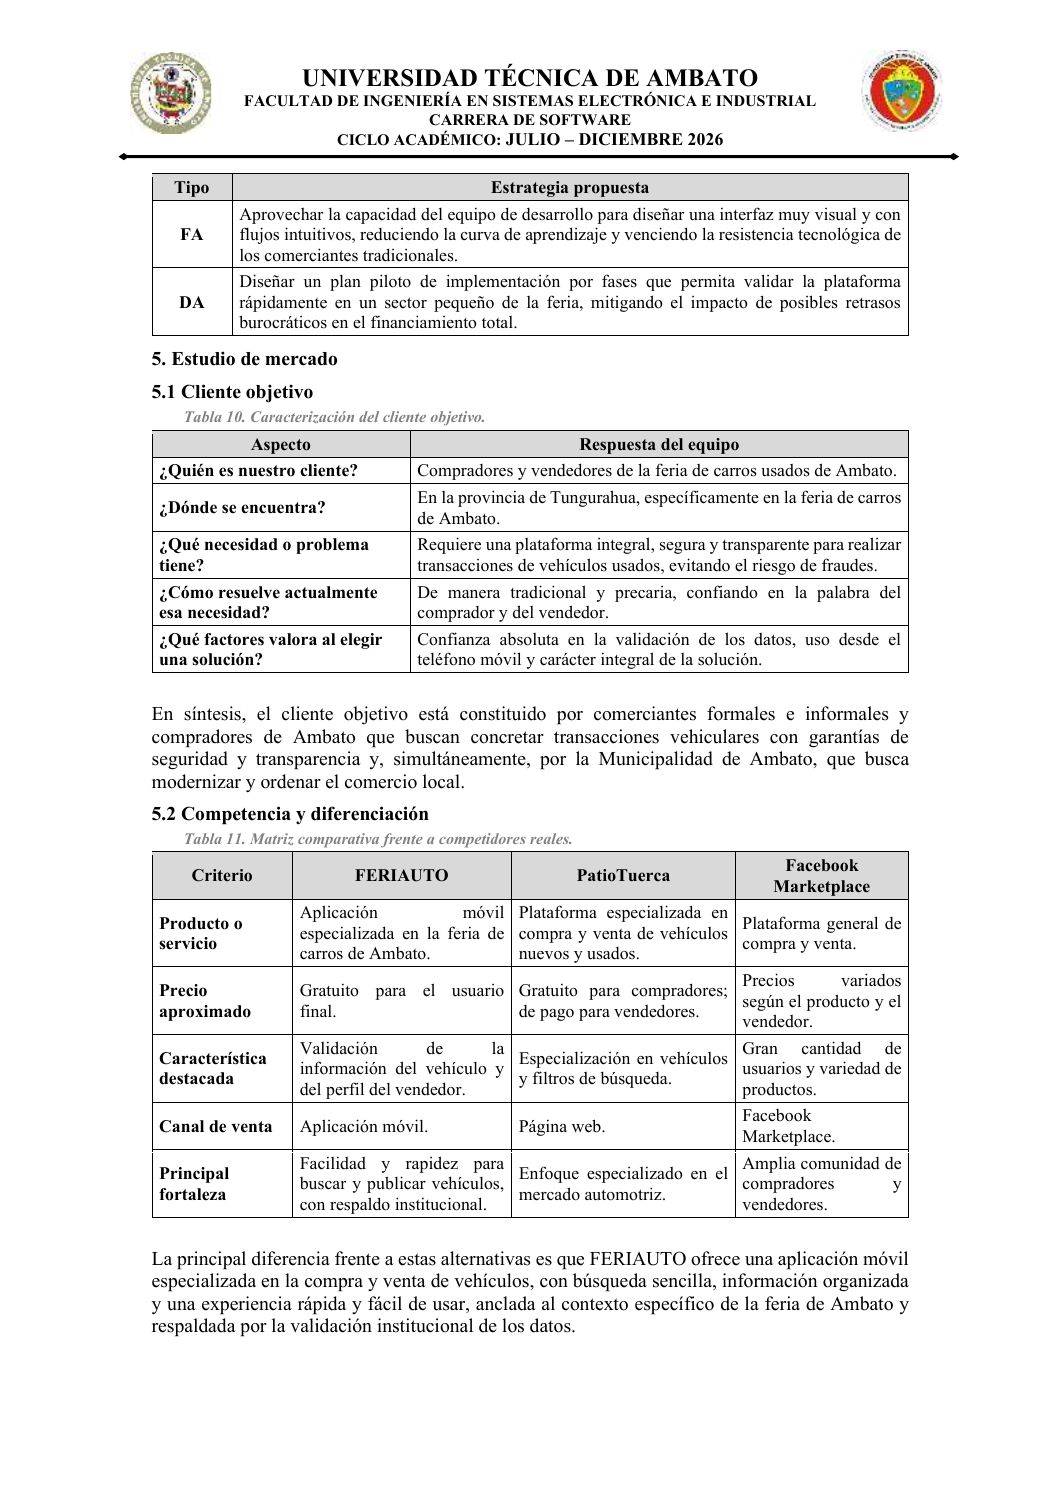 UNIVERSIDAD TÉCNICA DE AMBATO
FACULTAD DE INGENIERÍA EN SISTEMAS ELECTRÓNICA E INDUSTRIAL
CARRERA DE SOFTWARE
CICLO ACADÉMICO: JULIO – DICIEMBRE 2026
Tipo
Estrategia propuesta
FA
Aprovechar la capacidad del equipo de desarrollo para diseñar una interfaz muy visual y con
flujos intuitivos, reduciendo la curva de aprendizaje y venciendo la resistencia tecnológica de
los comerciantes tradicionales.
DA
Diseñar un plan piloto de implementación por fases que permita validar la plataforma
rápidamente en un sector pequeño de la feria, mitigando el impacto de posibles retrasos
burocráticos en el financiamiento total.
5. Estudio de mercado
5.1 Cliente objetivo
Tabla 10. Caracterización del cliente objetivo.
Aspecto
Respuesta del equipo
¿Quién es nuestro cliente?
Compradores y vendedores de la feria de carros usados de Ambato.
¿Dónde se encuentra?
En la provincia de Tungurahua, específicamente en la feria de carros
de Ambato.
¿Qué necesidad o problema
tiene?
Requiere una plataforma integral, segura y transparente para realizar
transacciones de vehículos usados, evitando el riesgo de fraudes.
¿Cómo resuelve actualmente
esa necesidad?
De manera tradicional y precaria, confiando en la palabra del
comprador y del vendedor.
¿Qué factores valora al elegir
una solución?
Confianza absoluta en la validación de los datos, uso desde el
teléfono móvil y carácter integral de la solución.
En síntesis, el cliente objetivo está constituido por comerciantes formales e informales y
compradores de Ambato que buscan concretar transacciones vehiculares con garantías de
seguridad y transparencia y, simultáneamente, por la Municipalidad de Ambato, que busca
modernizar y ordenar el comercio local.
5.2 Competencia y diferenciación
Tabla 11. Matriz comparativa frente a competidores reales.
Criterio
FERIAUTO
PatioTuerca
Facebook
Marketplace
Producto o
servicio
Aplicación móvil
especializada en la feria de
carros de Ambato.
Plataforma especializada en
compra y venta de vehículos
nuevos y usados.
Plataforma general de
compra y venta.
Precio
aproximado
Gratuito para el usuario
final.
Gratuito para compradores;
de pago para vendedores.
Precios variados
según el producto y el
vendedor.
Característica
destacada
Validación de la
información del vehículo y
del perfil del vendedor.
Especialización en vehículos
y filtros de búsqueda.
Gran cantidad de
usuarios y variedad de
productos.
Canal de venta
Aplicación móvil.
Página web.
Facebook
Marketplace.
Principal
fortaleza
Facilidad y rapidez para
buscar y publicar vehículos,
con respaldo institucional.
Enfoque especializado en el
mercado automotriz.
Amplia comunidad de
compradores y
vendedores.
La principal diferencia frente a estas alternativas es que FERIAUTO ofrece una aplicación móvil
especializada en la compra y venta de vehículos, con búsqueda sencilla, información organizada
y una experiencia rápida y fácil de usar, anclada al contexto específico de la feria de Ambato y
respaldada por la validación institucional de los datos.